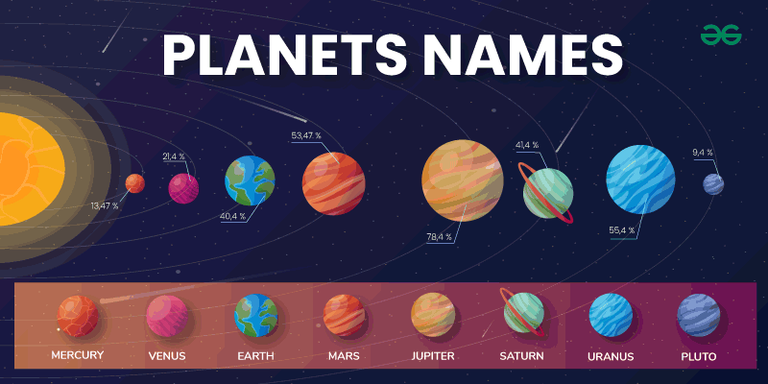 PLANETS NAMES
53,47 %
41,4 %
21,4 %
9,4 %
13,47 %
40,4 %
78,4 %
55,4 %
MERCURY
VENUS
EARTH
MARS
JUPITER
SATURN
URANUS
PLUTO